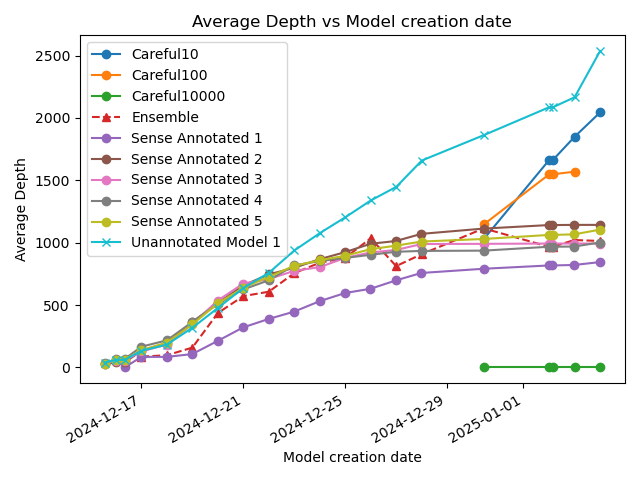 Average Depth vs Model creation date
Average Depth
2500
2000
1500
1000
500
0
Careful10
Careful100
Careful10000
Ensemble
Sense Annotated 1
Sense Annotated 2
Sense Annotated 3
Sense Annotated 4
Sense Annotated 5
Unannotated Model 1
2024-12-17
2024-12-21
2024-12-25
2024-12-29
2025-01-01
Model creation date